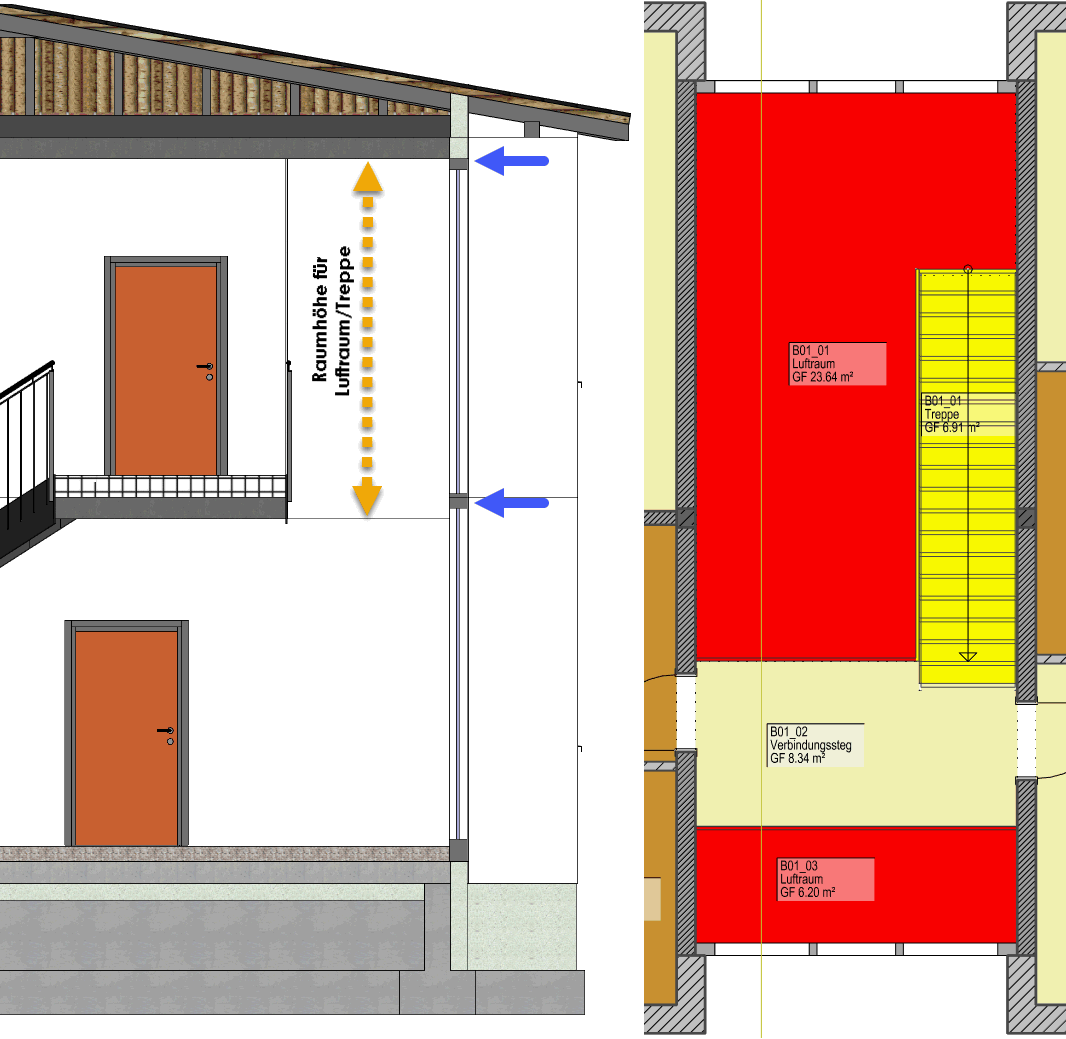 Raumhöhe für
Luftraum/Treppe
B01_01
Luftraum
GF 23.64 m²
B01_01
Treppe
GF 6.91 m²
B01_02
Verbindungssteg
GF 8.34 m²
B01_03
Luftraum
GF 6.20 m²